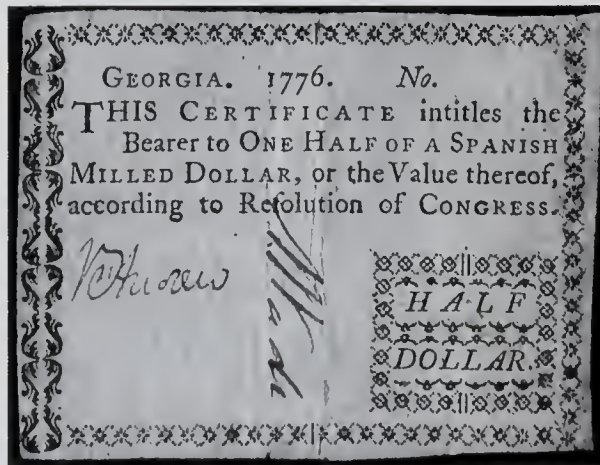 GEORGIA. 1776. No.
THIS CERTIFICATE intitles the
Bearer to ONE HALF OF A SPANISH
MILLED DOLLAR, or the Value thereof,
according to Reſolution of CONGRESS.
HALF
DOLLAR.